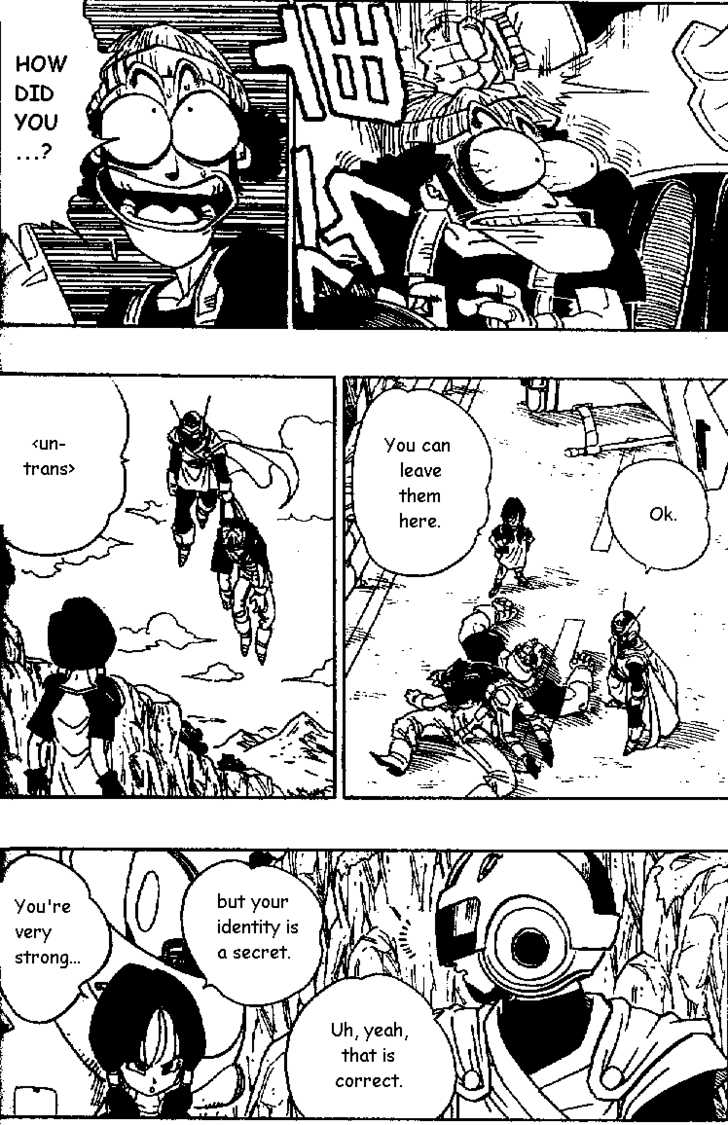 HOW
DID
YOU
...?
<un-
trans>
You can
leave
them
here.
Ok.
You're
very
strong...
but your
identity is
a secret.
Uh, yeah,
that is
correct.